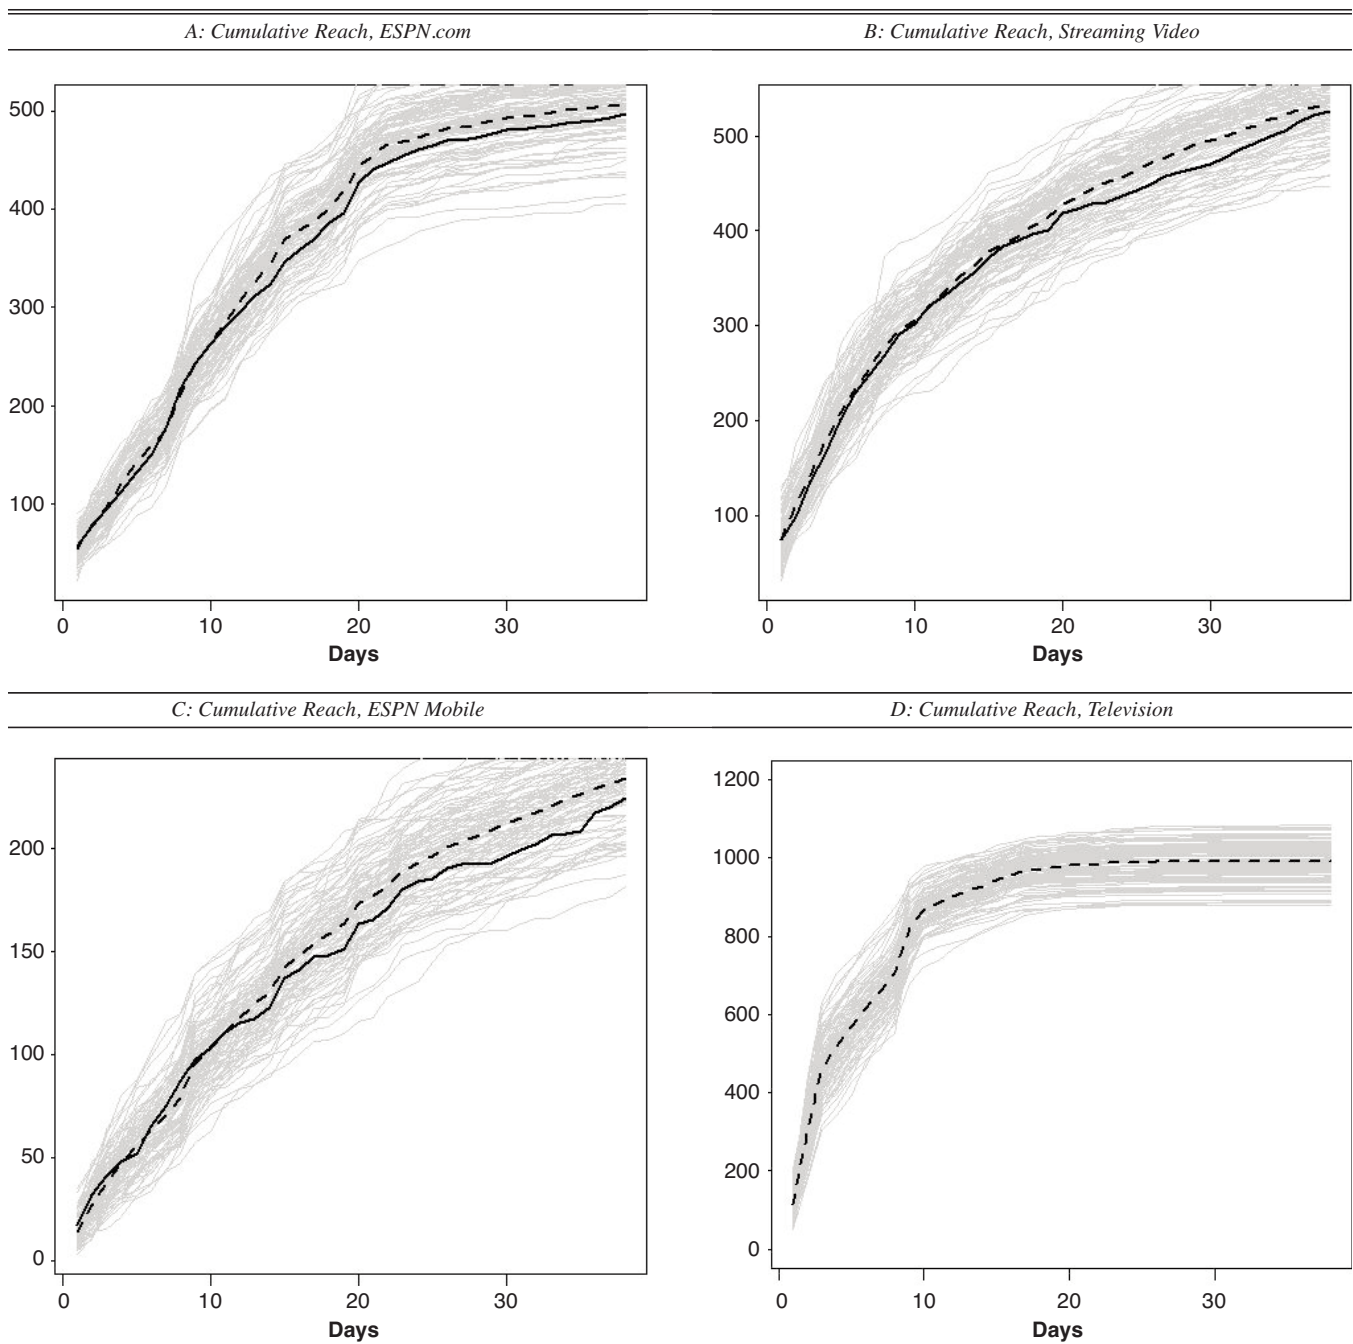 A: Cumulative Reach, ESPN.com
500
400
300
200
100
0 10 20 30
Days
B: Cumulative Reach, Streaming Video
500
400
300
200
100
0 10 20 30
Days
C: Cumulative Reach, ESPN Mobile
200
150
100
50
0
0 10 20 30
Days
D: Cumulative Reach, Television
1200
1000
800
600
400
200
0
0 10 20 30
Days